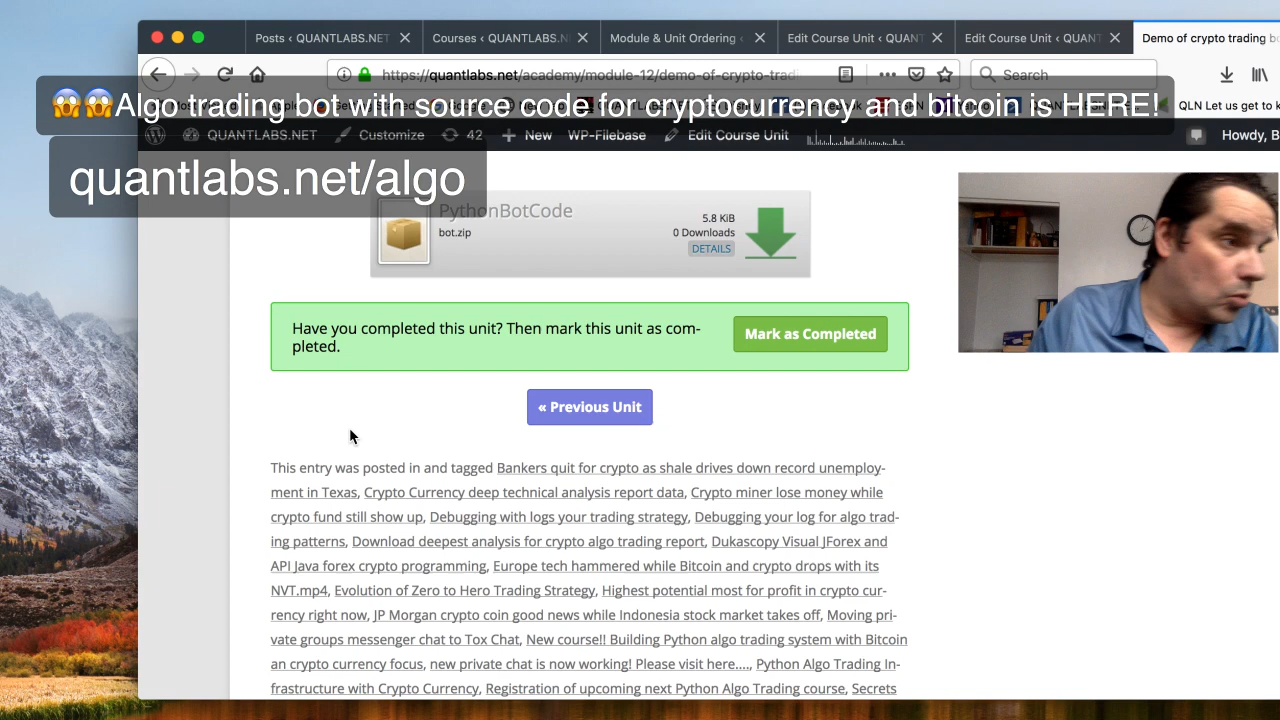 Posts ‹ QUANTLABS.NET
Courses ‹ QUANTLABS.N
Module & Unit Ordering ‹
Edit Course Unit ‹ QUANT
Edit Course Unit ‹ QUANT
Demo of crypto trading bo
https://quantlabs.net/academy/module-12/demo-of-crypto-tradi
Search
😱😱Algo trading bot with source code for cryptocurrency and bitcoin is HERE!
QLN Let us get to k
QUANTLABS.NET
Customize
42
New
WP-Filebase
Edit Course Unit
Howdy, B
quantlabs.net/algo
PythonBotCode
bot.zip
5.8 KiB
0 Downloads
DETAILS
Have you completed this unit? Then mark this unit as com-
pleted.
Mark as Completed
« Previous Unit
This entry was posted in and tagged Bankers quit for crypto as shale drives down record unemploy-
ment in Texas, Crypto Currency deep technical analysis report data, Crypto miner lose money while
crypto fund still show up, Debugging with logs your trading strategy, Debugging your log for algo trad-
ing patterns, Download deepest analysis for crypto algo trading report, Dukascopy Visual JForex and
API Java forex crypto programming, Europe tech hammered while Bitcoin and crypto drops with its
NVT.mp4, Evolution of Zero to Hero Trading Strategy, Highest potential most for profit in crypto cur-
rency right now, JP Morgan crypto coin good news while Indonesia stock market takes off, Moving pri-
vate groups messenger chat to Tox Chat, New course!! Building Python algo trading system with Bitcoin
an crypto currency focus, new private chat is now working! Please visit here...., Python Algo Trading In-
frastructure with Crypto Currency, Registration of upcoming next Python Algo Trading course, Secrets